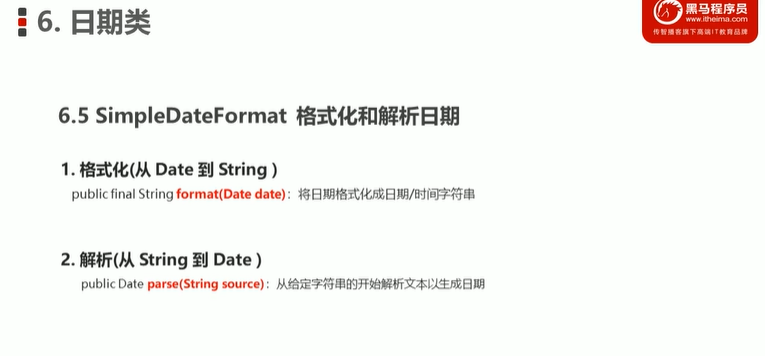 6. 日期类
黑马程序员
www.itheima.com
传智播客旗下高端IT教育品牌
6.5 SimpleDateFormat 格式化和解析日期
1. 格式化(从 Date 到 String )
public final String format(Date date)：将日期格式化成日期/时间字符串
2. 解析(从 String 到 Date )
public Date parse(String source)：从给定字符串的开始解析文本以生成日期